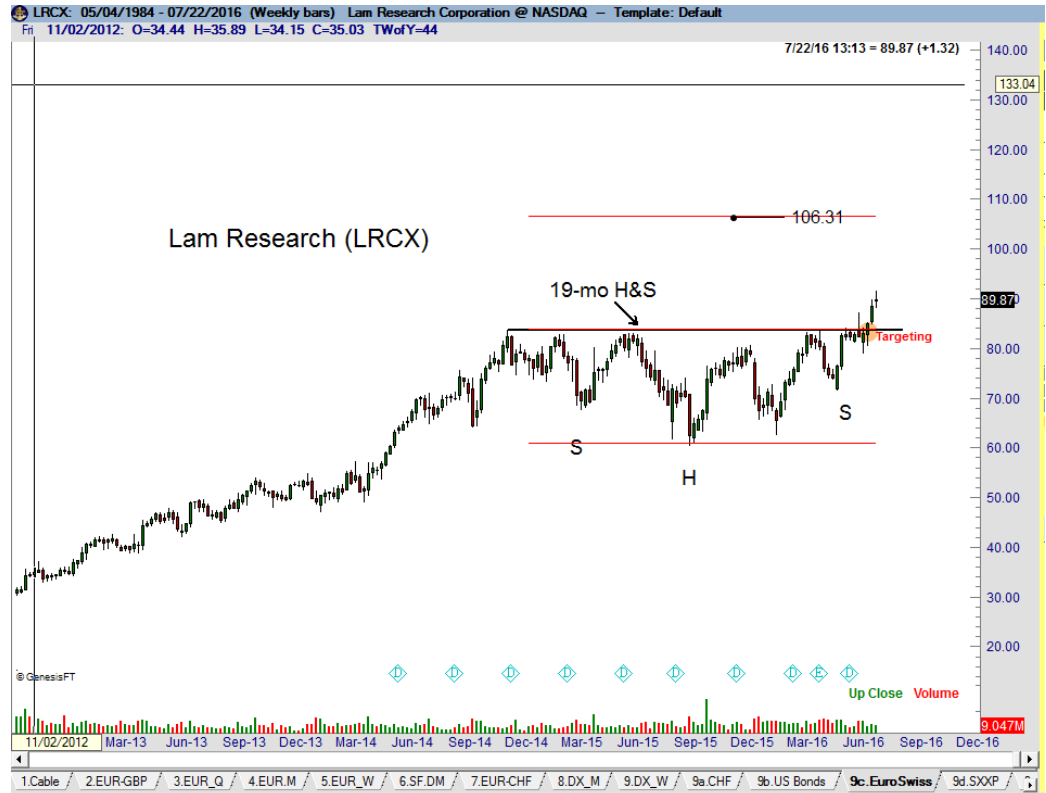 LRCX: 05/04/1984 - 07/22/2016 (Weekly bars) Lam Research Corporation @ NASDAQ – Template: Default
Fri 11/02/2012: O=34.44 H=35.89 L=34.15 C=35.03 TWofY=44
7/22/16 13:13 = 89.87 (+1.32)
140.00
133.04
130.00
120.00
110.00
106.31
Lam Research (LRCX)
100.00
19-mo H&S
89.87
Targeting
80.00
70.00
S
S
60.00
H
50.00
40.00
30.00
20.00
© GenesisFT
D D D D D D D D E D
Up Close Volume
9.047M
11/02/2012 Mar-13 Jun-13 Sep-13 Dec-13 Mar-14 Jun-14 Sep-14 Dec-14 Mar-15 Jun-15 Sep-15 Dec-15 Mar-16 Jun-16 Sep-16 Dec-16
1.Cable 2.EUR-GBP 3.EUR_Q 4.EUR.M 5.EUR_W 6.SF.DM 7.EUR-CHF 8.DX_M 9.DX_W 9a.CHF 9b.US Bonds 9c.EuroSwiss 9d.SXXP